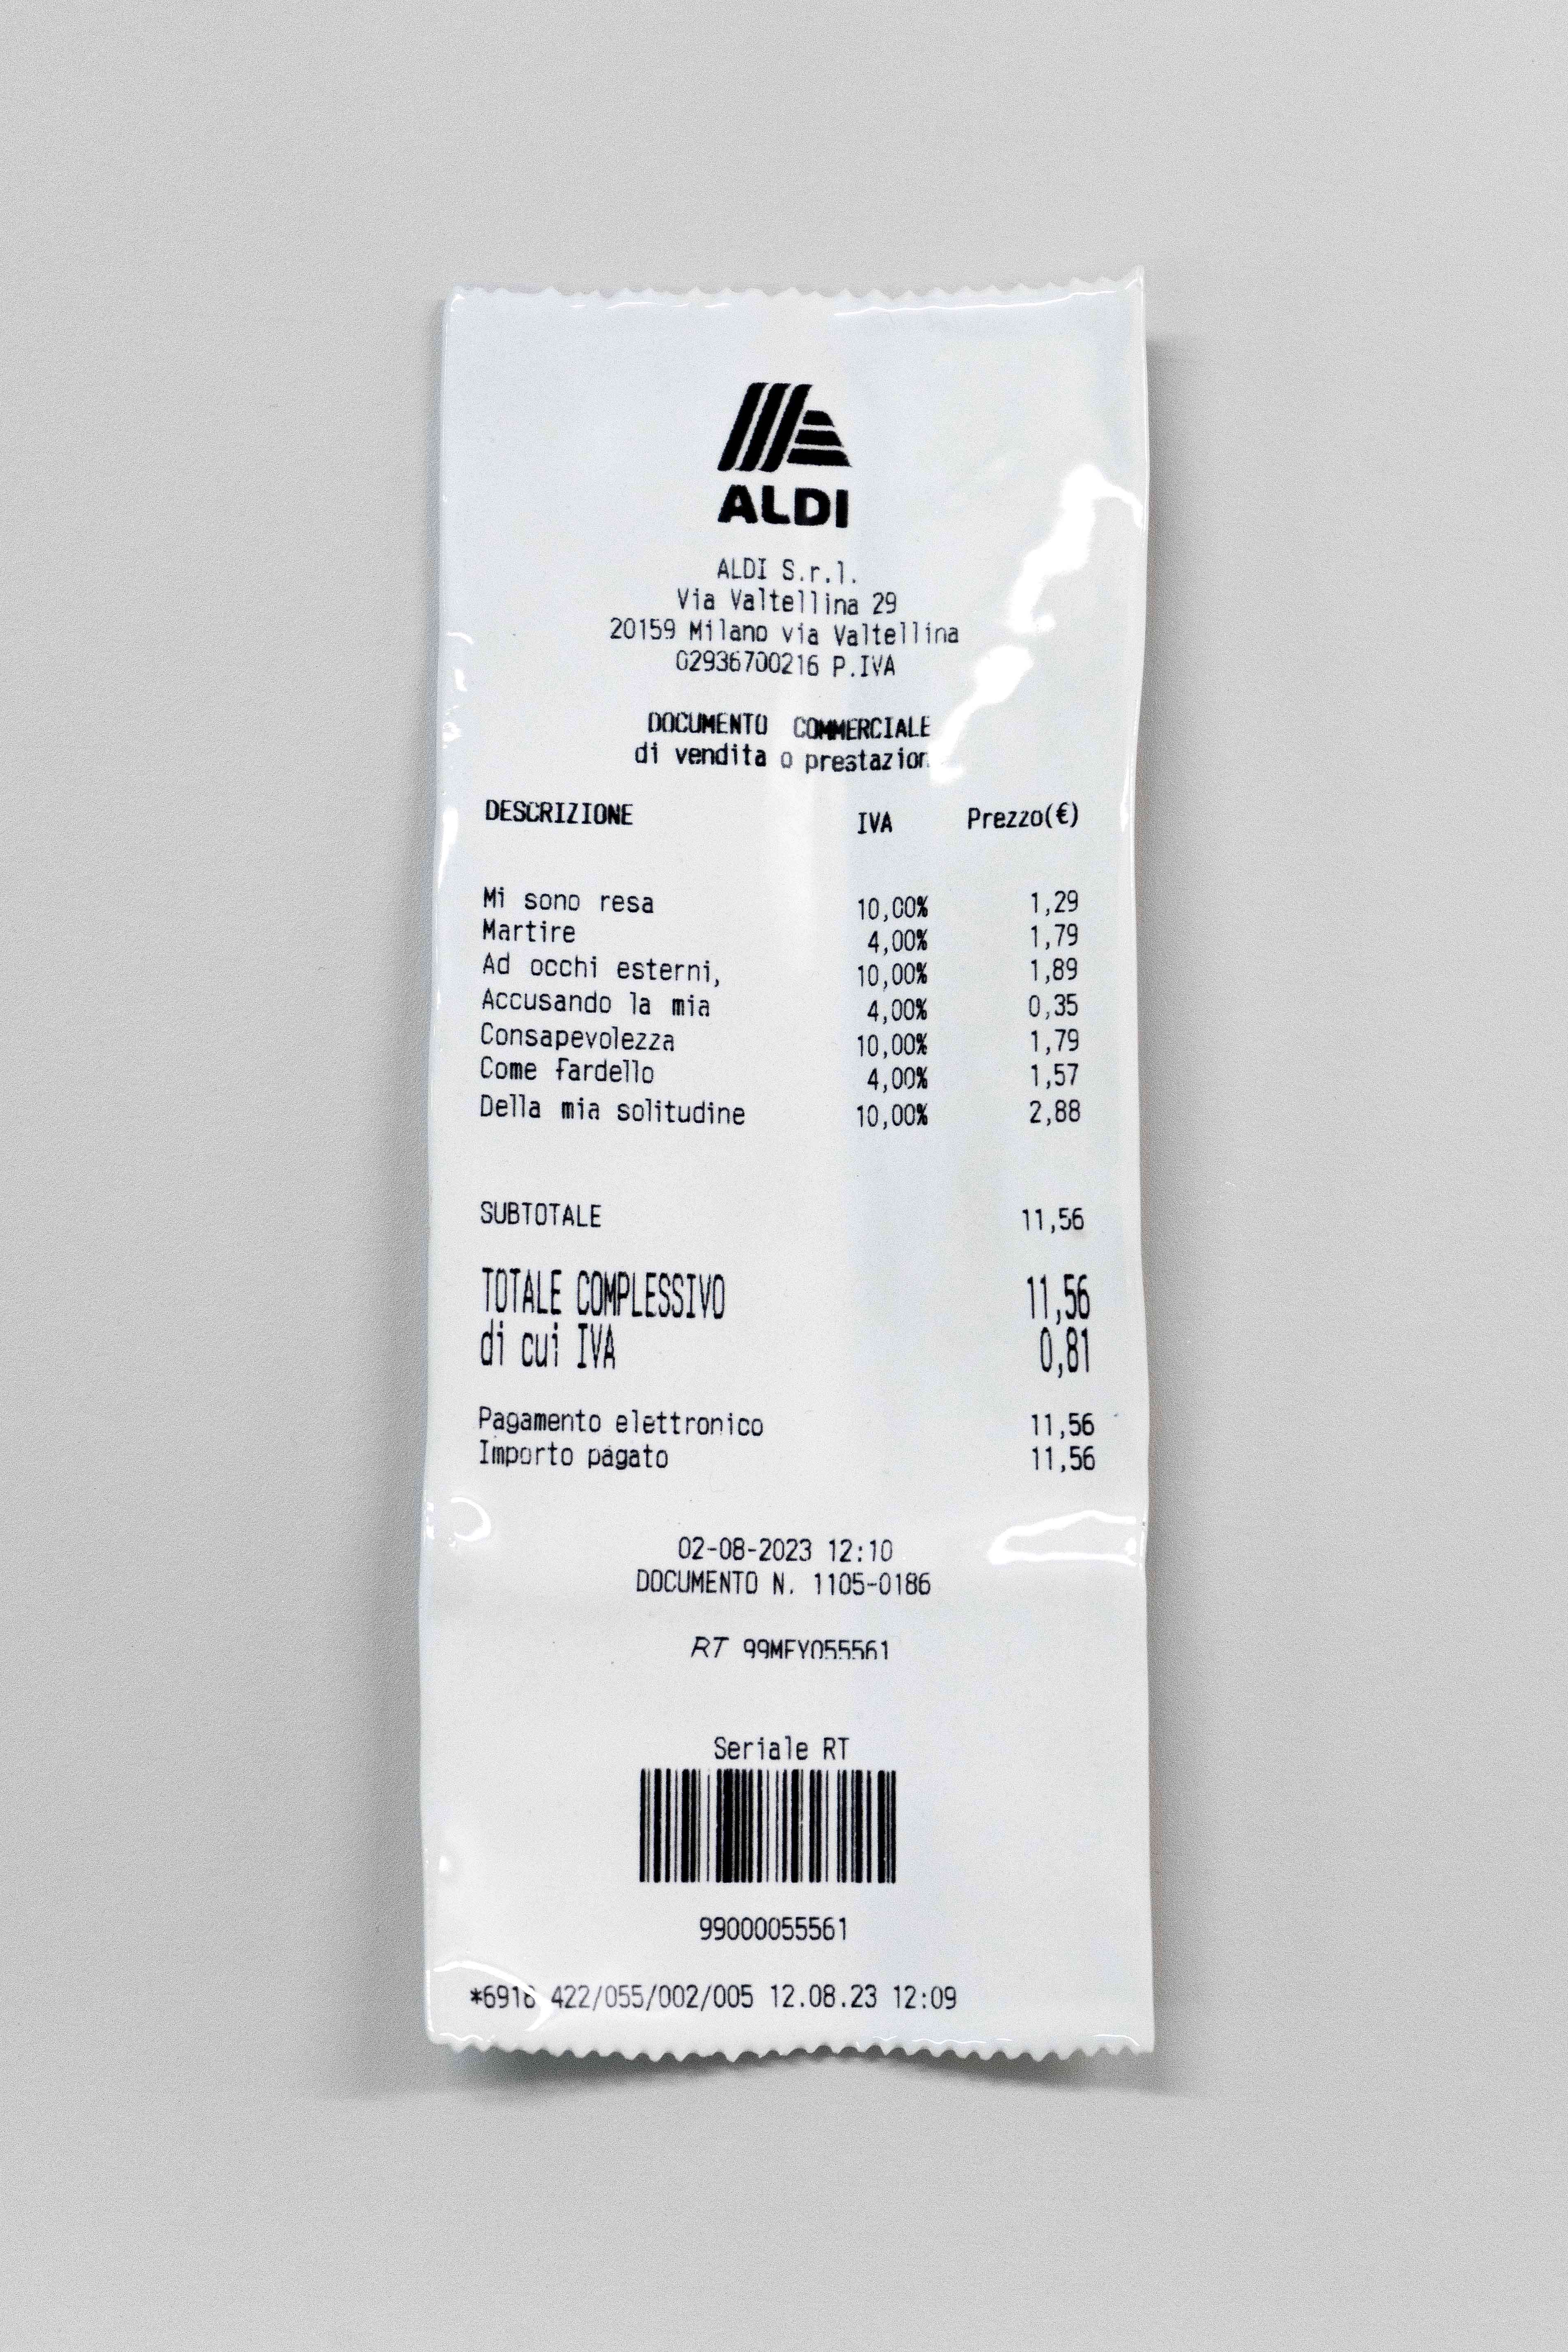 ALDI
ALDI S.r.l.
Via Valtellina 29
20159 Milano via Valtellina
02936700216 P.IVA
DOCUMENTO COMMERCIALE
di vendita o
DESCRIZIONE IVA Prezzo(€)
Mi sono resa 10,00% 1,29
Martire 4,00% 1,79
Ad occhi esterni, 10,00% 1,89
Accusando la mia 4,00% 0,35
Consapevolezza 10,00% 1,79
Come fardello 4,00% 1,57
Della mia solitudine 10,00% 2,88
SUBTOTALE 11,56
TOTALE COMPLESSIVO 11,56
di cui IVA 0,81
Pagamento elettronico 11,56
Importo pagato 11,56
02-08-2023 12:10
DOCUMENTO N. 1105-0186
RT 99MEY055561
Seriale RT
99000055561
422/055/002/005 12.08.23 12:09